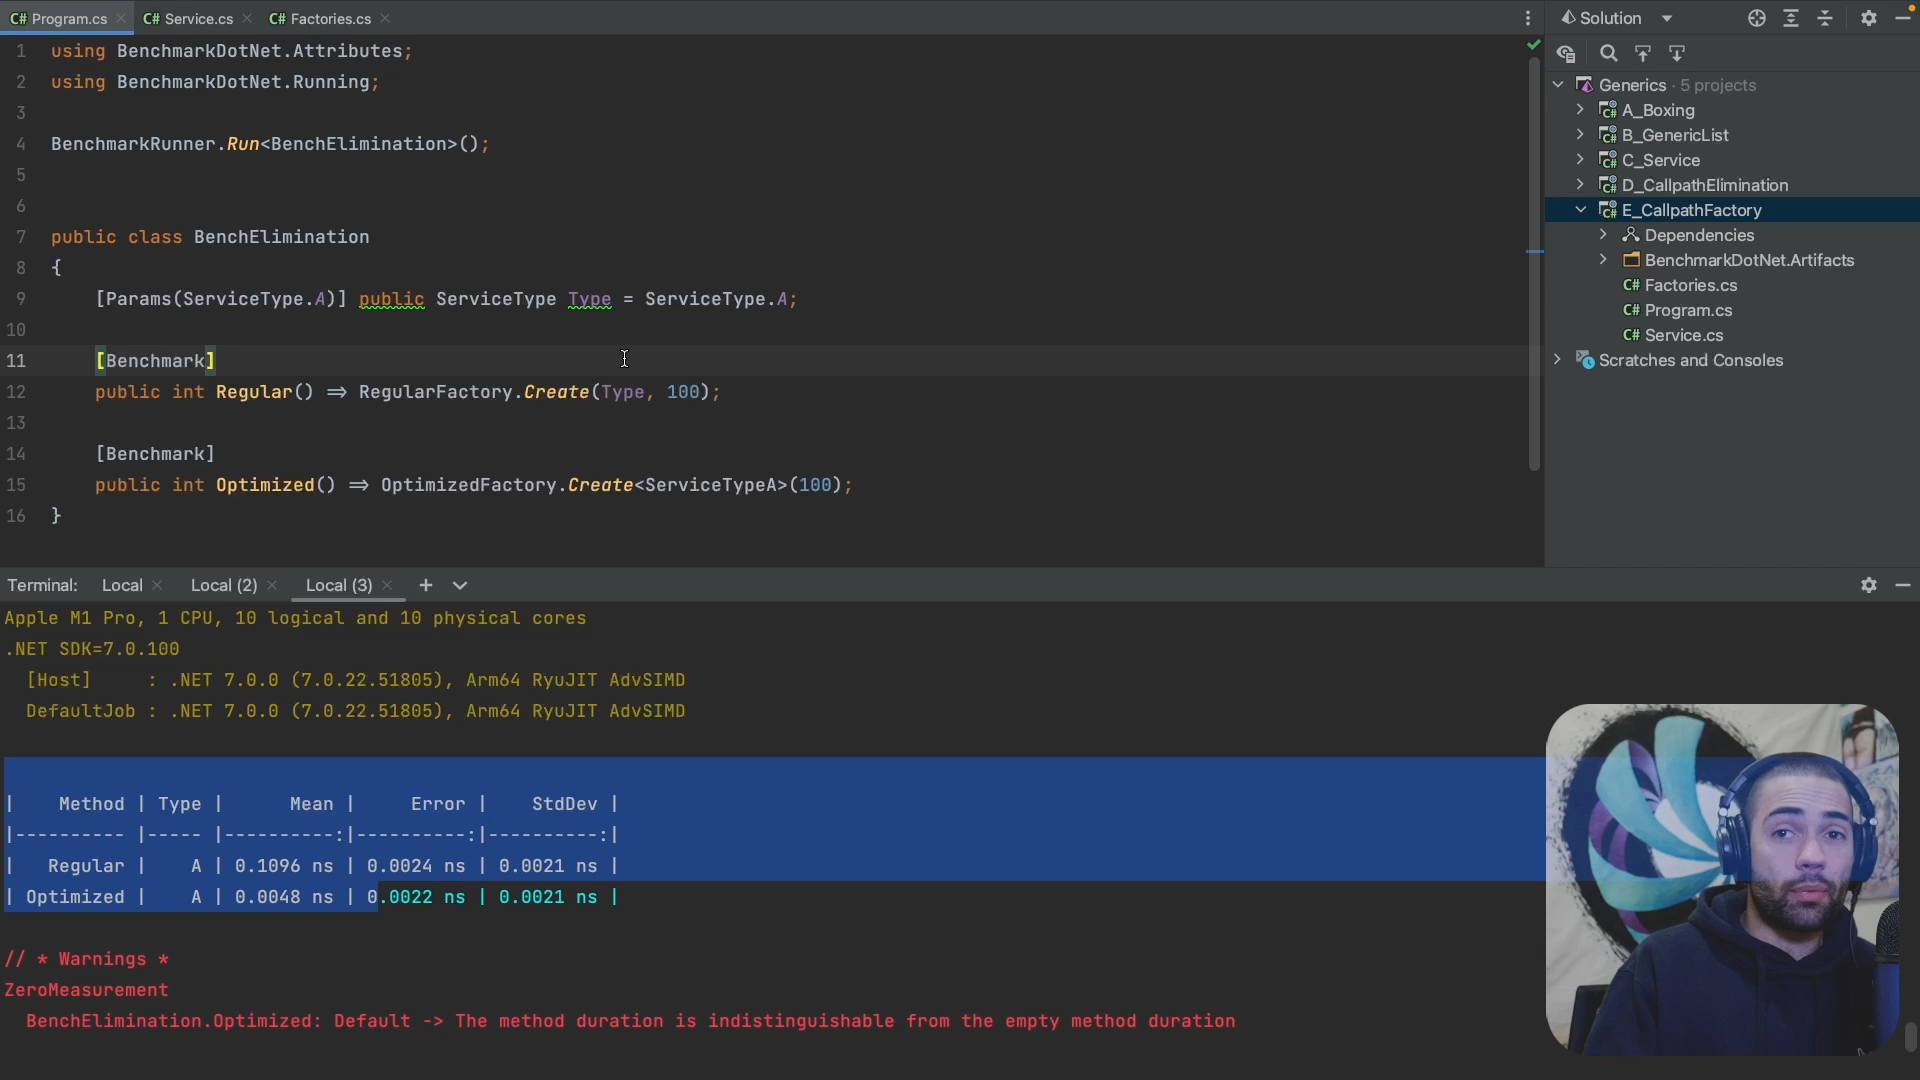 C# Program.cs × C# Service.cs × C# Factories.cs ×
1 using BenchmarkDotNet.Attributes;
2 using BenchmarkDotNet.Running;
3
4 BenchmarkRunner.Run<BenchElimination>();
5
6
7 public class BenchElimination
8 {
9 [Params(ServiceType.A)] public ServiceType Type = ServiceType.A;
10
11 [Benchmark]
12 public int Regular() ⇒ RegularFactory.Create(Type, 100);
13
14 [Benchmark]
15 public int Optimized() ⇒ OptimizedFactory.Create<ServiceTypeA>(100);
16 }
Solution
Generics · 5 projects
C# A_Boxing
C# B_GenericList
C# C_Service
C# D_CallpathElimination
C# E_CallpathFactory
Dependencies
BenchmarkDotNet.Artifacts
C# Factories.cs
C# Program.cs
C# Service.cs
Scratches and Consoles
Terminal: Local × Local (2) × Local (3) × +
Apple M1 Pro, 1 CPU, 10 logical and 10 physical cores
.NET SDK=7.0.100
[Host] : .NET 7.0.0 (7.0.22.51805), Arm64 RyuJIT AdvSIMD
DefaultJob : .NET 7.0.0 (7.0.22.51805), Arm64 RyuJIT AdvSIMD
| Method | Type | Mean | Error | StdDev |
|---------- |----- |----------:|----------:|----------:|
| Regular | A | 0.1096 ns | 0.0024 ns | 0.0021 ns |
| Optimized | A | 0.0048 ns | 0.0022 ns | 0.0021 ns |
// * Warnings *
ZeroMeasurement
BenchElimination.Optimized: Default -> The method duration is indistinguishable from the empty method duration